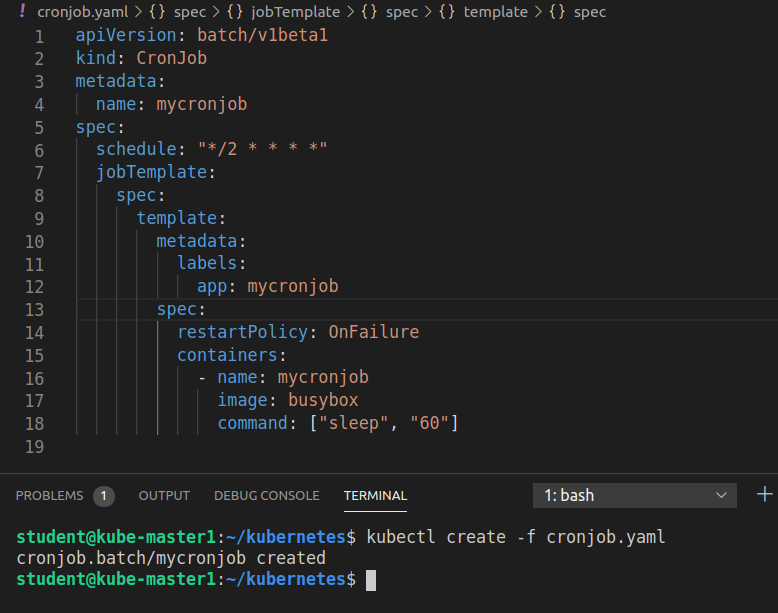 ! cronjob.yaml > {} spec > {} jobTemplate > {} spec > {} template > {} spec
1 apiVersion: batch/v1beta1
2 kind: CronJob
3 metadata:
4   name: mycronjob
5 spec:
6   schedule: "*/2 * * * *"
7   jobTemplate:
8     spec:
9       template:
10         metadata:
11           labels:
12             app: mycronjob
13         spec:
14           restartPolicy: OnFailure
15           containers:
16             - name: mycronjob
17               image: busybox
18               command: ["sleep", "60"]
19
PROBLEMS 1 OUTPUT DEBUG CONSOLE TERMINAL 1: bash
student@kube-master1:~/kubernetes$ kubectl create -f cronjob.yaml
cronjob.batch/mycronjob created
student@kube-master1:~/kubernetes$